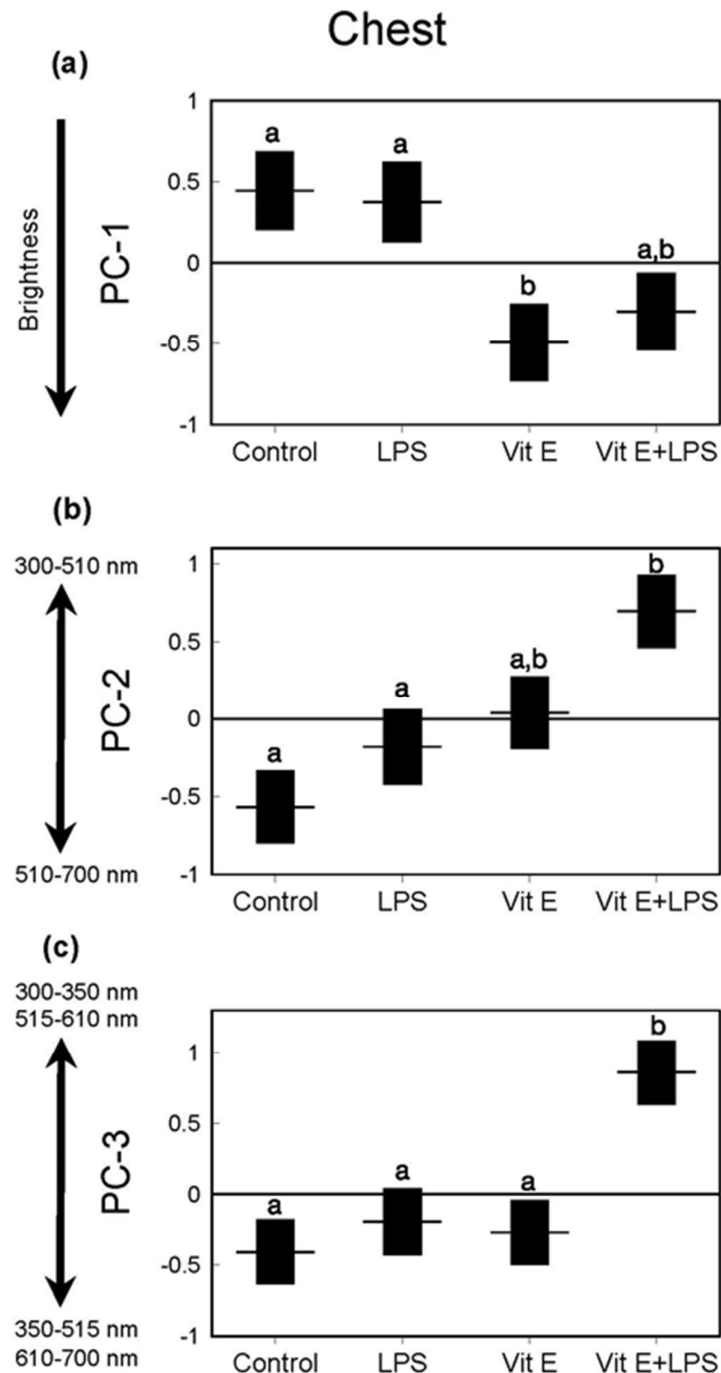 Chest
(a)
Brightness
PC-1
1
0.5
0
-0.5
-1
a
a
b
a,b
Control LPS Vit E Vit E+LPS
(b)
300-510 nm
PC-2
510-700 nm
1
0.5
0
-0.5
-1
a
a
a,b
b
Control LPS Vit E Vit E+LPS
(c)
300-350 nm
515-610 nm
PC-3
350-515 nm
610-700 nm
1
0.5
0
-0.5
-1
a
a
a
b
Control LPS Vit E Vit E+LPS